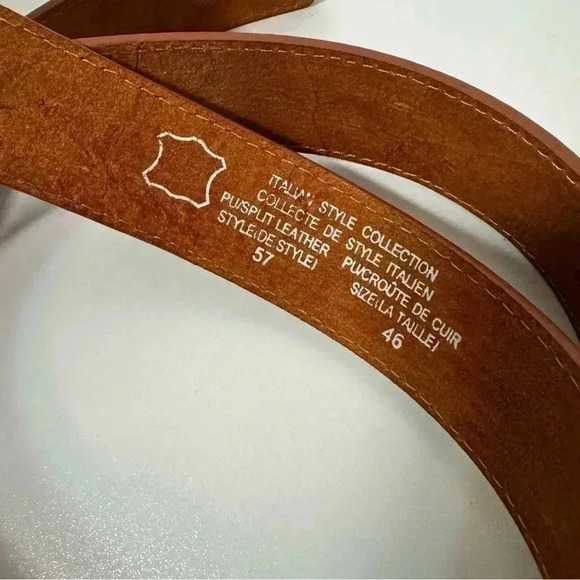 ITALIAN STYLE COLLECTION
COLLECTE DE STYLE ITALIEN
PU/SPLIT LEATHER PU/CROÛTE DE CUIR
STYLE(DE STYLE) SIZE(LA TAILLE)
57 46